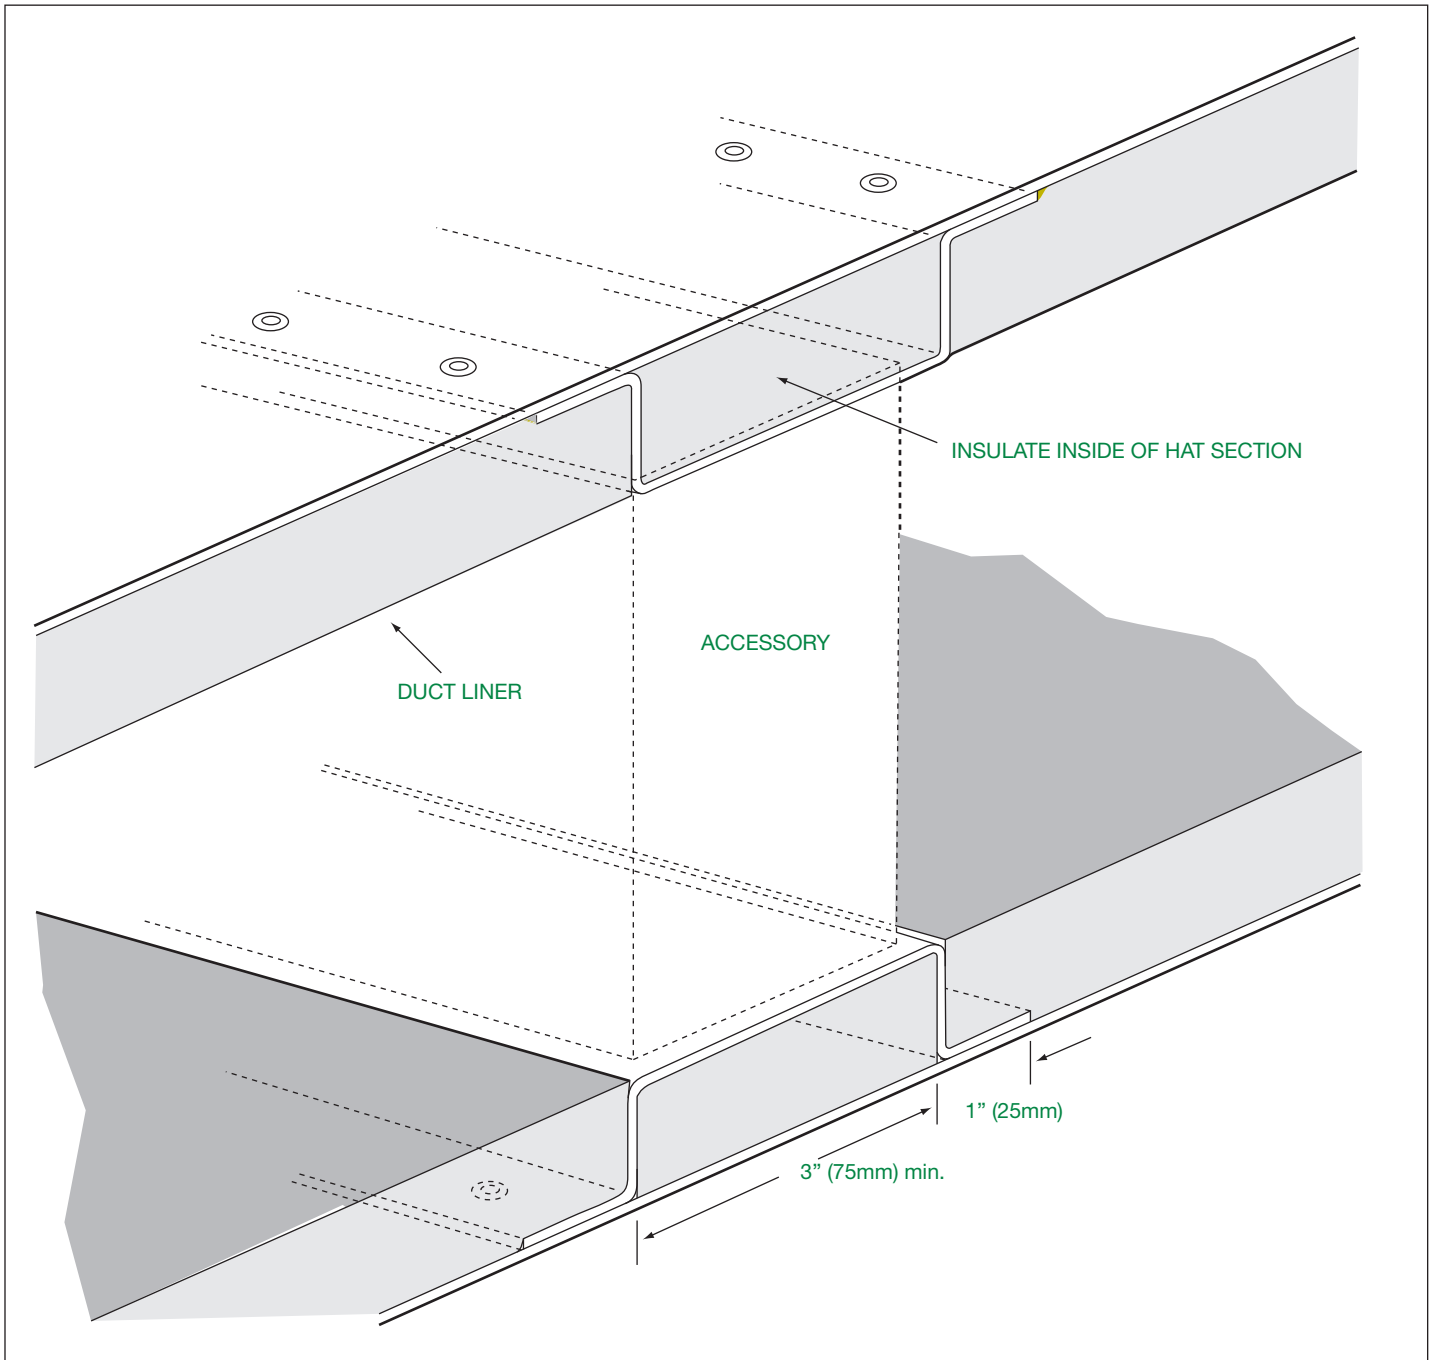 INSULATE INSIDE OF HAT SECTION
ACCESSORY
DUCT LINER
1” (25mm)
3” (75mm) min.